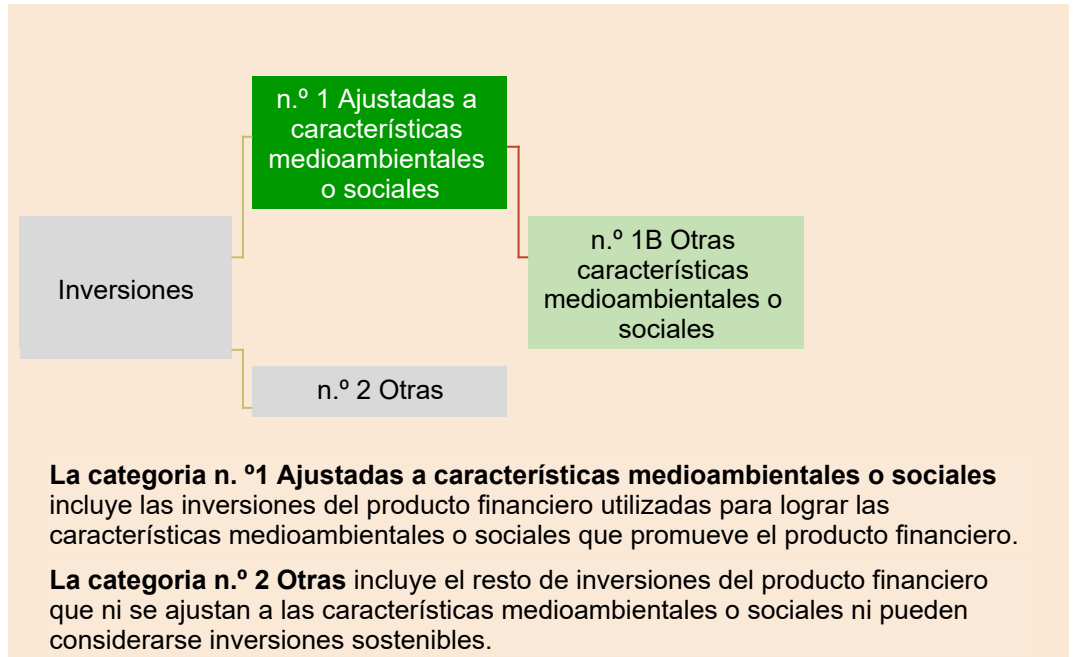 n.º 1 Ajustadas a
características
medioambientales
o sociales
Inversiones
n.º 1B Otras
características
medioambientales o
sociales
n.º 2 Otras
La categoria n. º1 Ajustadas a características medioambientales o sociales
incluye las inversiones del producto financiero utilizadas para lograr las
características medioambientales o sociales que promueve el producto financiero.
La categoria n.º 2 Otras incluye el resto de inversiones del producto financiero
que ni se ajustan a las características medioambientales o sociales ni pueden
considerarse inversiones sostenibles.